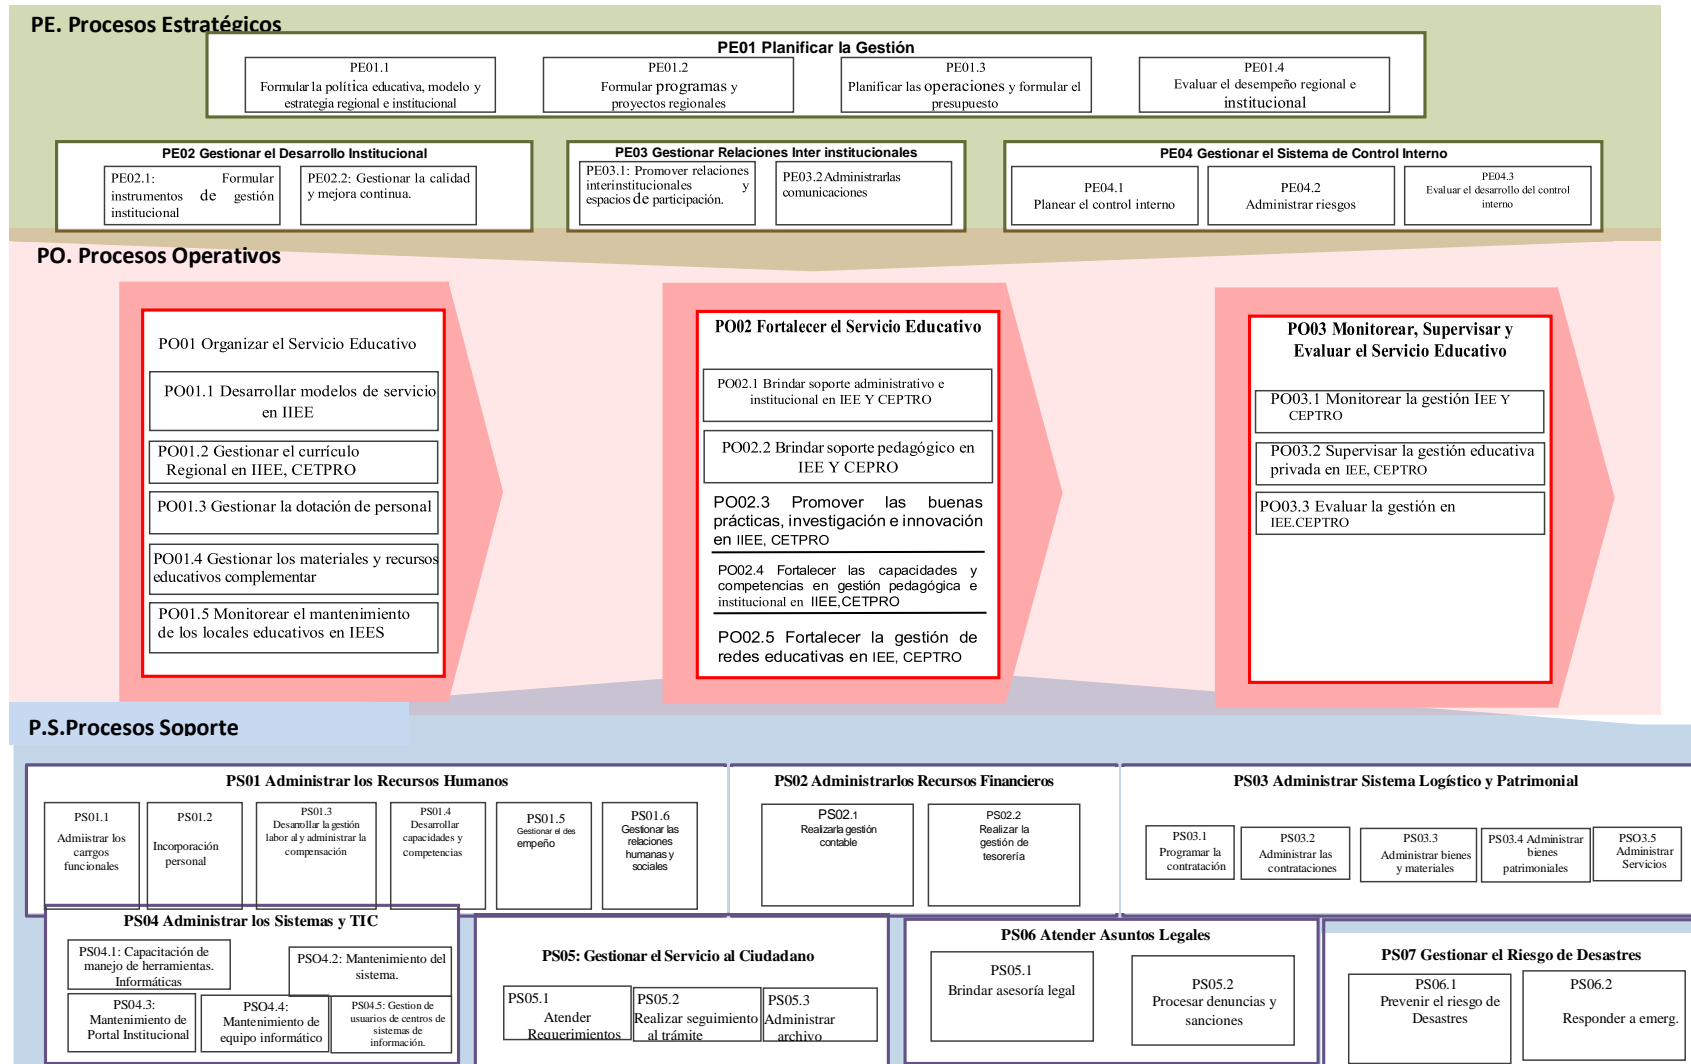 PE. Procesos Estratégicos
PE01 Planificar la Gestión
PE01.1
Formular la política educativa, modelo y
estrategia regional e institucional
PE01.2
Formular programas y
proyectos regionales
PE01.3
Planificar las operaciones y formular el
presupuesto
PE01.4
Evaluar el desempeño regional e
institucional
PE02 Gestionar el Desarrollo Institucional
PE02.1: Formular
instrumentos de gestión
institucional
PE02.2: Gestionar la calidad
y mejora continua.
PE03 Gestionar Relaciones Inter institucionales
PE03.1: Promover relaciones
interinstitucionales y
espacios de participación.
PE03.2Administrarlas
comunicaciones
PE04 Gestionar el Sistema de Control Interno
PE04.1
Planear el control interno
PE04.2
Administrar riesgos
PE04.3
Evaluar el desarrollo del control
interno
PO. Procesos Operativos
PO01 Organizar el Servicio Educativo
PO01.1 Desarrollar modelos de servicio
en IIEE
PO01.2 Gestionar el currículo
Regional en IIEE, CETPRO
PO01.3 Gestionar la dotación de personal
PO01.4 Gestionar los materiales y recursos
educativos complementar
PO01.5 Monitorear el mantenimiento
de los locales educativos en IEES
PO02 Fortalecer el Servicio Educativo
PO02.1 Brindar soporte administrativo e
institucional en IEE Y CEPTRO
PO02.2 Brindar soporte pedagógico en
IEE Y CEPRO
PO02.3 Promover las buenas
prácticas, investigación e innovación
en IIEE, CETPRO
PO02.4 Fortalecer las capacidades y
competencias en gestión pedagógica e
institucional en IIEE,CETPRO
PO02.5 Fortalecer la gestión de
redes educativas en IEE, CEPTRO
PO03 Monitorear, Supervisar y
Evaluar el Servicio Educativo
PO03.1 Monitorear la gestión IEE Y
CEPTRO
PO03.2 Supervisar la gestión educativa
privada en IEE, CEPTRO
PO03.3 Evaluar la gestión en
IEE.CEPTRO
P.S.Procesos Soporte
PS01 Administrar los Recursos Humanos
PS01.1
Admiistrar los
carrgos
funcionales
PS01.2
Incorporación
personal
PS01.3
Desarrollar la gestión
labor al y administrar la
compensación
PS01.4
Desarrollar
capacidades y
competencias
PS01.5
Gestionar el des
empeño
PS01.6
Gestionar las
relaciones
humanas y
sociales
PS02 Administrarlos Recursos Financieros
PS02.1
Realizarla gestión
contable
PS02.2
Realizar la
gestión de
tesorería
PS03 Administrar Sistema Logístico y Patrimonial
PS03.1
Programar la
contratación
PS03.2
Administrar las
contrataciones
PS03.3
Administrar bienes
y materiales
PS03.4 Administrar
bienes
patrimoniales
PSO3.5
Administrar
Servicios
PS04 Administrar los Sistemas y TIC
PS04.1: Capacitación de
manejo de herramientas.
Informáticas
PSO4.2: Mantenimiento del
sistema.
PS04.3:
Mantenimiento de
Portal Institucional
PSO4.4:
Mantenimiento de
equipo informático
PS04.5: Gestion de
usuarios de centros de
sistemas de
información.
PS05: Gestionar el Servicio al Ciudadano
PS05.1
Atender
Requerimientos
PS05.2
Realizar seguimiento
al trámite
PS05.3
Administrar
archivo
PS06 Atender Asuntos Legales
PS05.1
Brindar asesoría legal
PS05.2
Procesar denuncias y
sanciones
PS07 Gestionar el Riesgo de Desastres
PS06.1
Prevenir el riesgo de
Desastres
PS06.2
Responder a emerg.